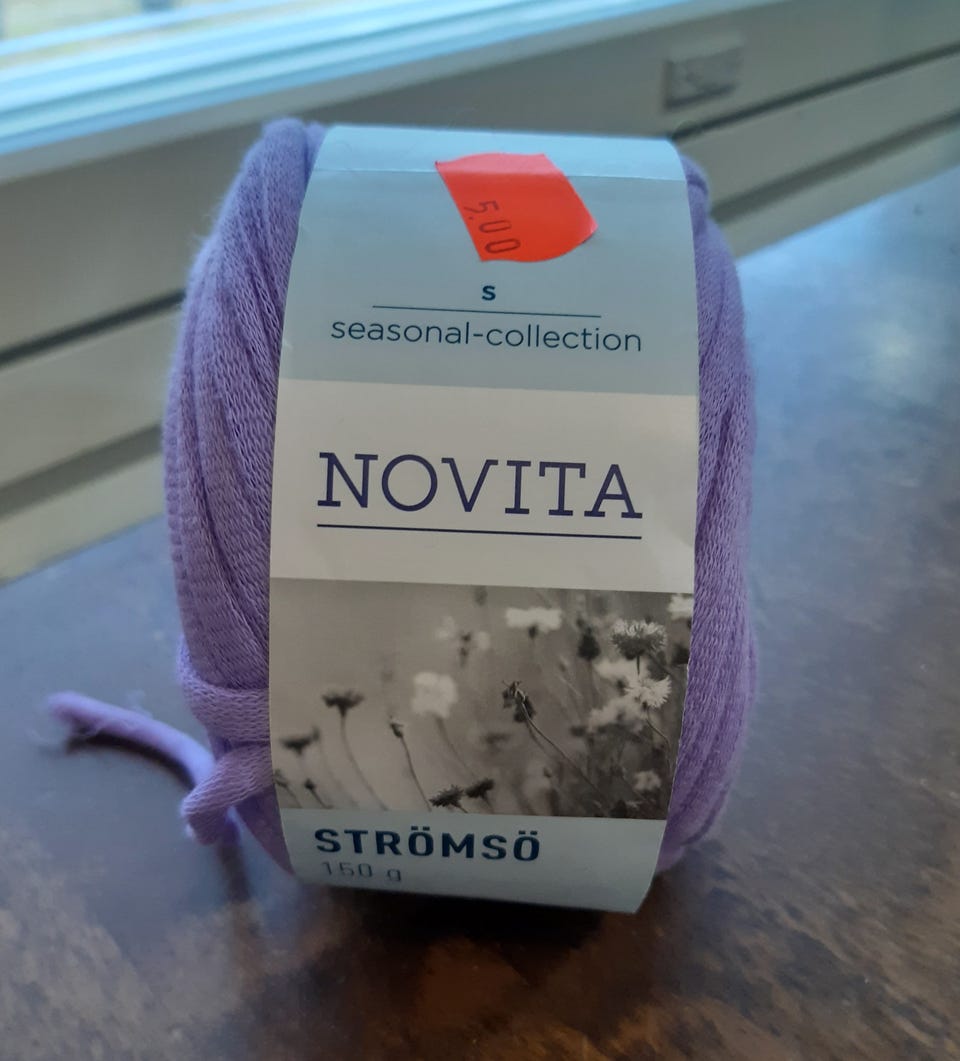 5.00
s
seasonal-collection
NOVITA
STRÖMSÖ
150 g